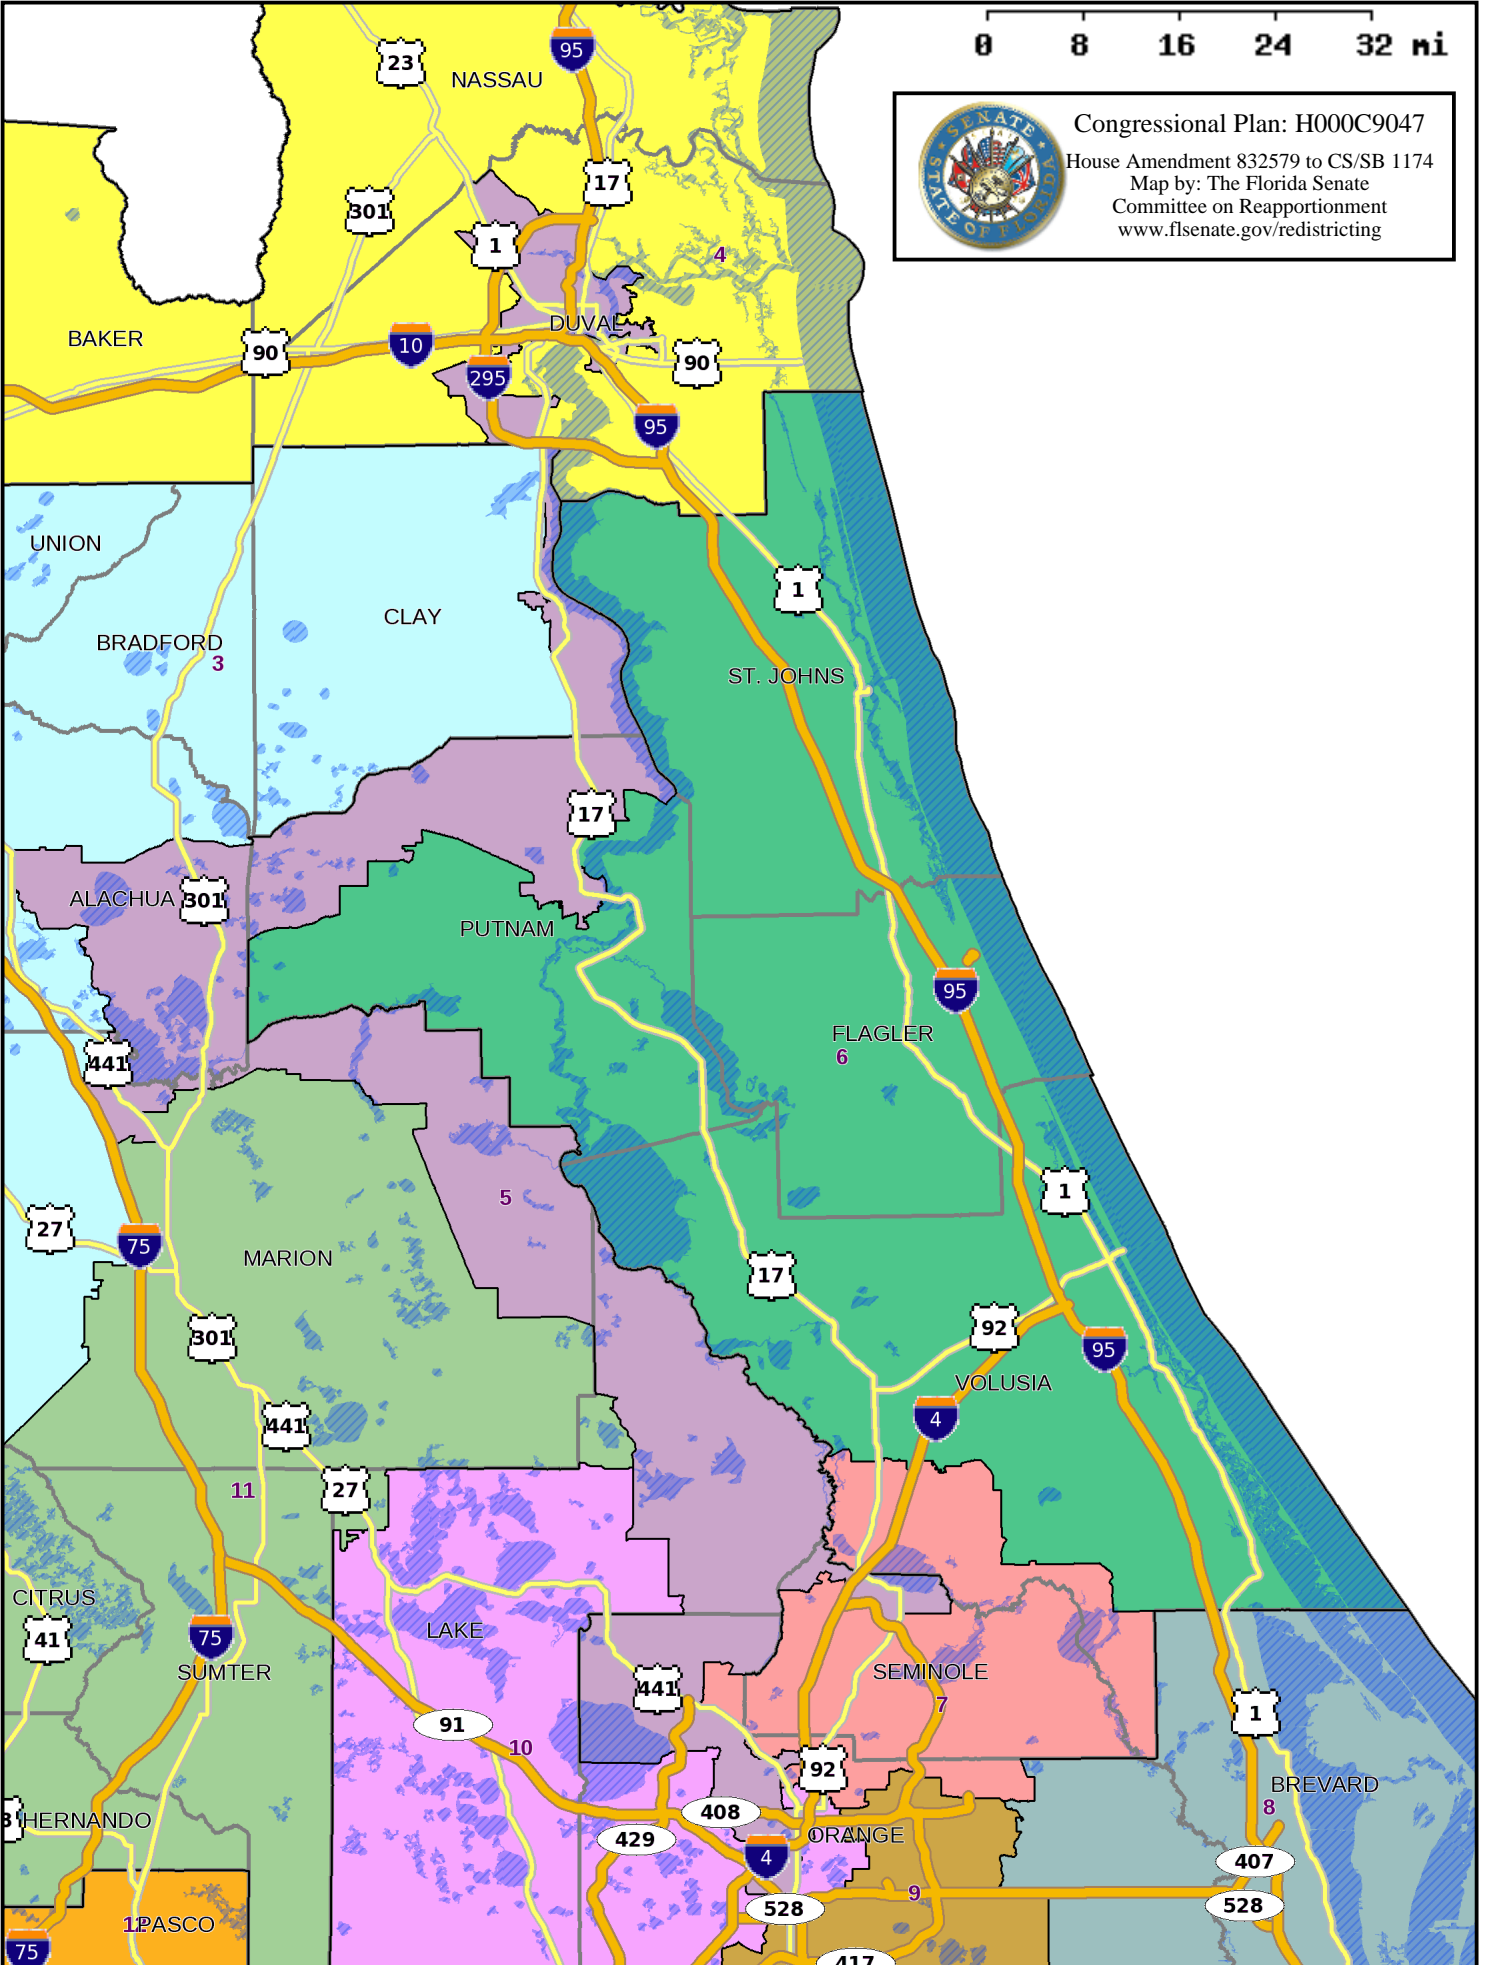 0 8 16 24 32 mi
Congressional Plan: H000C9047
House Amendment 832579 to CS/SB 1174
Map by: The Florida Senate
Committee on Reapportionment
www.flsenate.gov/redistricting
SENATE
STATE OF FLORIDA
95
23
NASSAU
17
301
1
4
DUVAL
BAKER
10
90
90
295
95
UNION
1
CLAY
BRADFORD
3
ST. JOHNS
17
ALACHUA
301
PUTNAM
95
FLAGLER
6
441
5
1
27
75
MARION
17
301
92
95
VOLUSIA
4
441
11
27
CITRUS
41
75
LAKE
SUMTER
SEMINOLE
441
7
91
1
10
92
BREVARD
8
HERNANDO
408
429
ORANGE
4
407
9
528
528
PASCO
75
417